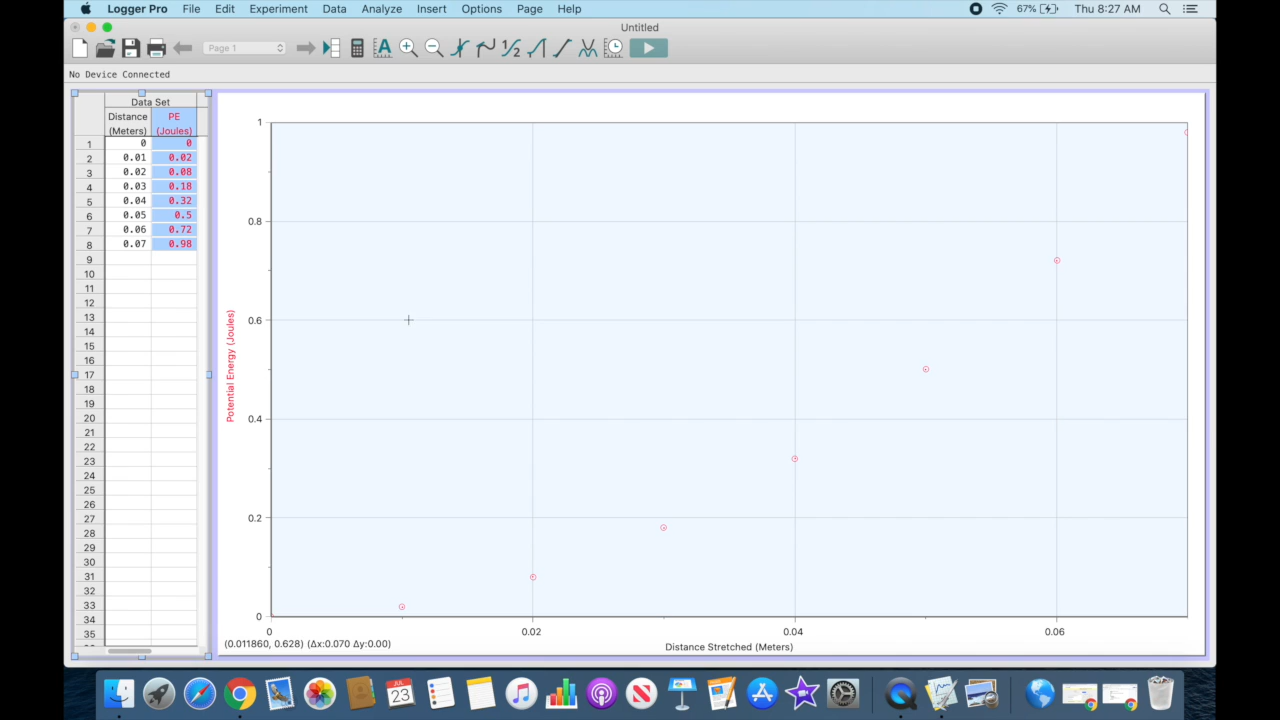 Logger Pro File Edit Experiment Data Analyze Insert Options Page Help 67% Thu 8:27 AM
Untitled
Page 1
No Device Connected
Data Set
Distance (Meters) PE (Joules)
1 0 0
2 0.01 0.02
3 0.02 0.08
4 0.03 0.18
5 0.04 0.32
6 0.05 0.5
7 0.06 0.72
8 0.07 0.98
9
10
11
12
13
14
15
16
17
18
19
20
21
22
23
24
25
26
27
28
29
30
31
32
33
34
35
Potential Energy (Joules)
1
0.8
0.6
0.4
0.2
0
0 0.02 0.04 0.06
(0.011860, 0.628) (Δx:0.070 Δy:0.00)
Distance Stretched (Meters)
JUL
23